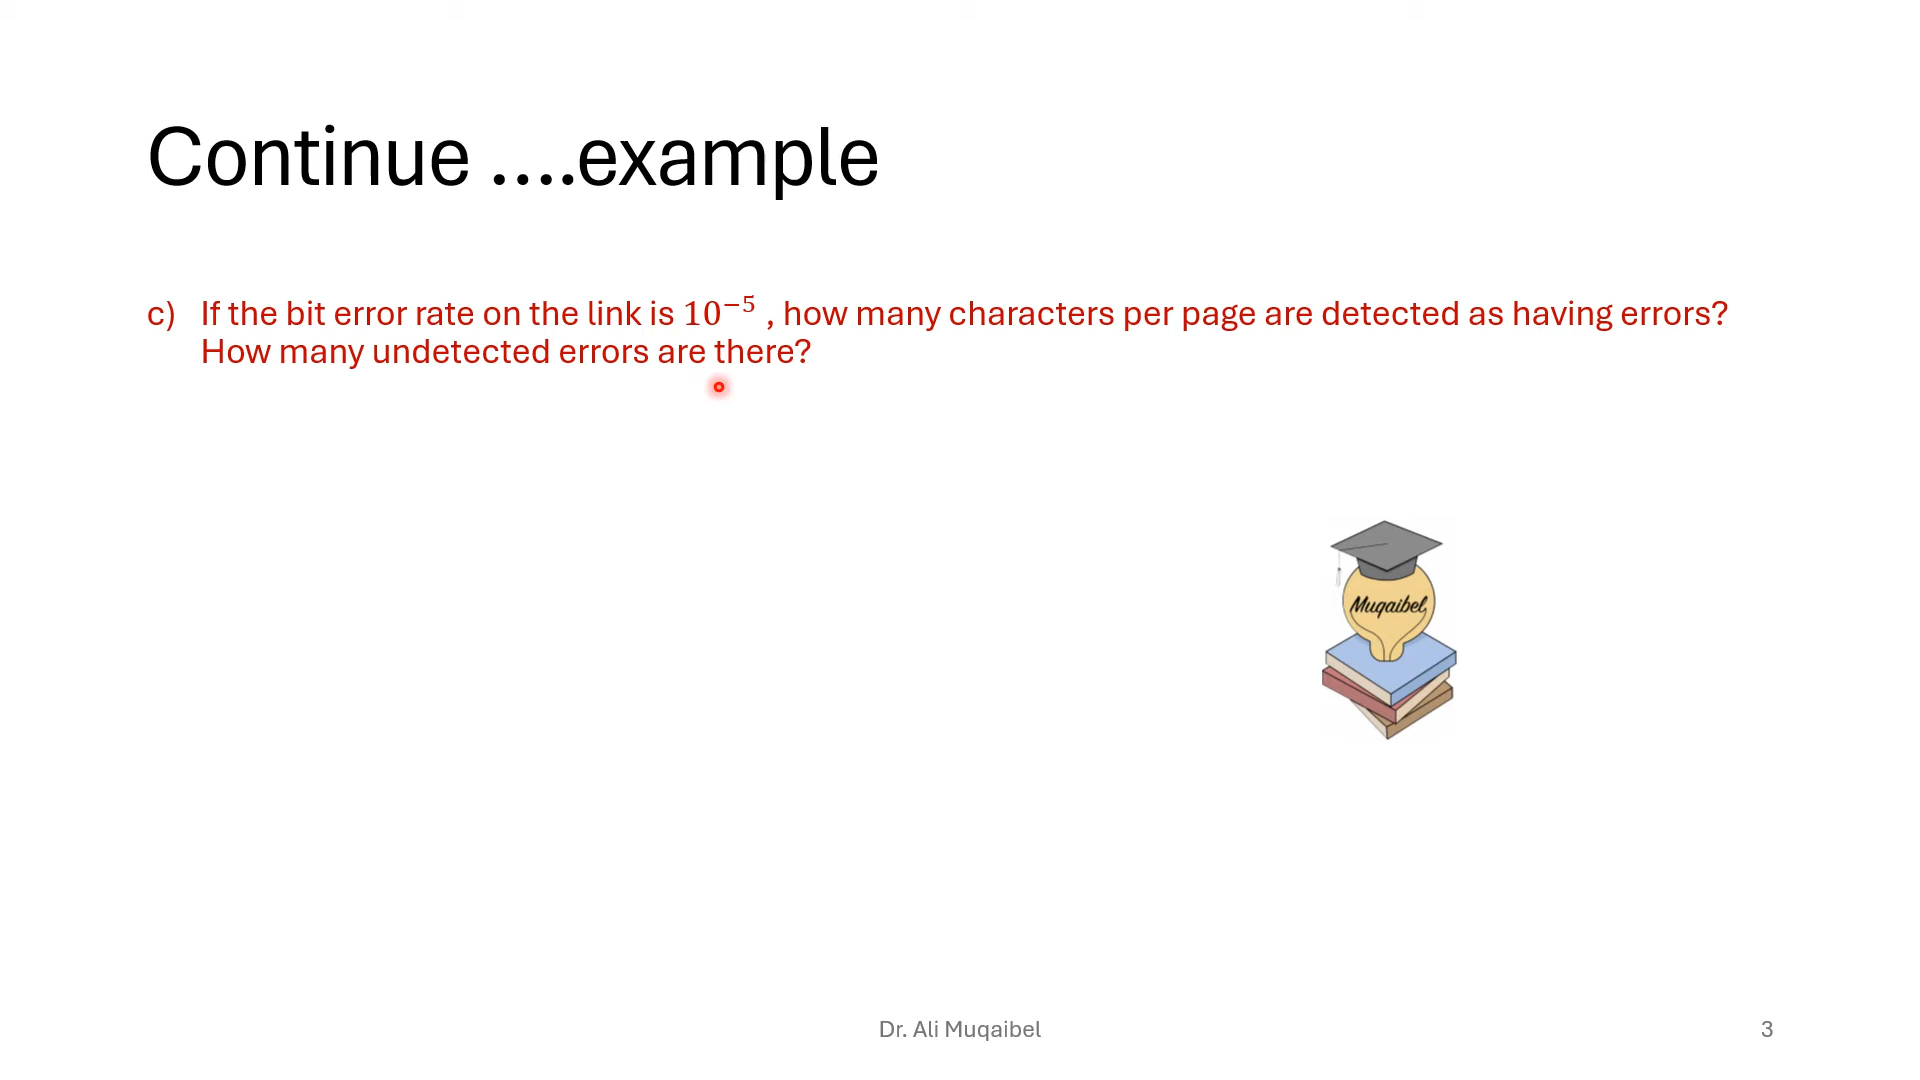 Continue ....example
c) If the bit error rate on the link is 10⁻⁵ , how many characters per page are detected as having errors?
How many undetected errors are there?
Muqaibel
Dr. Ali Muqaibel
3